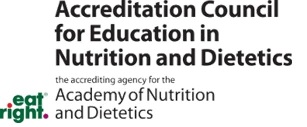 Accreditation Council
for Education in
Nutrition and Dietetics
the accrediting agency for the
eat Academy of Nutrition
right. and Dietetics